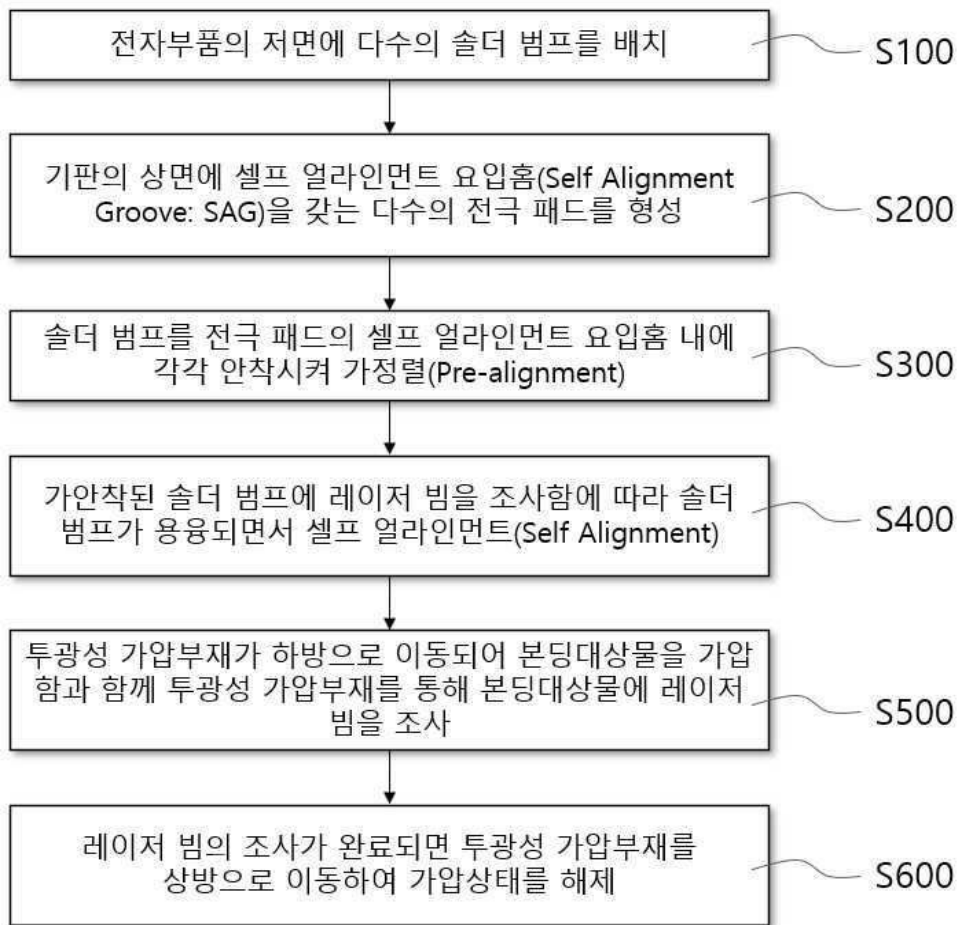 전자부품의 저면에 다수의 솔더 범프를 배치
S100
기판의 상면에 셀프 얼라인먼트 요입홈(Self Alignment
Groove: SAG)을 갖는 다수의 전극 패드를 형성
S200
솔더 범프를 전극 패드의 셀프 얼라인먼트 요입홈 내에
각각 안착시켜 가정렬(Pre-alignment)
S300
가안착된 솔더 범프에 레이저 빔을 조사함에 따라 솔더
범프가 용융되면서 셀프 얼라인먼트(Self Alignment)
S400
투광성 가압부재가 하방으로 이동되어 본딩대상물을 가압
함과 함께 투광성 가압부재를 통해 본딩대상물에 레이저
빔을 조사
S500
레이저 빔의 조사가 완료되면 투광성 가압부재를
상방으로 이동하여 가압상태를 해제
S600